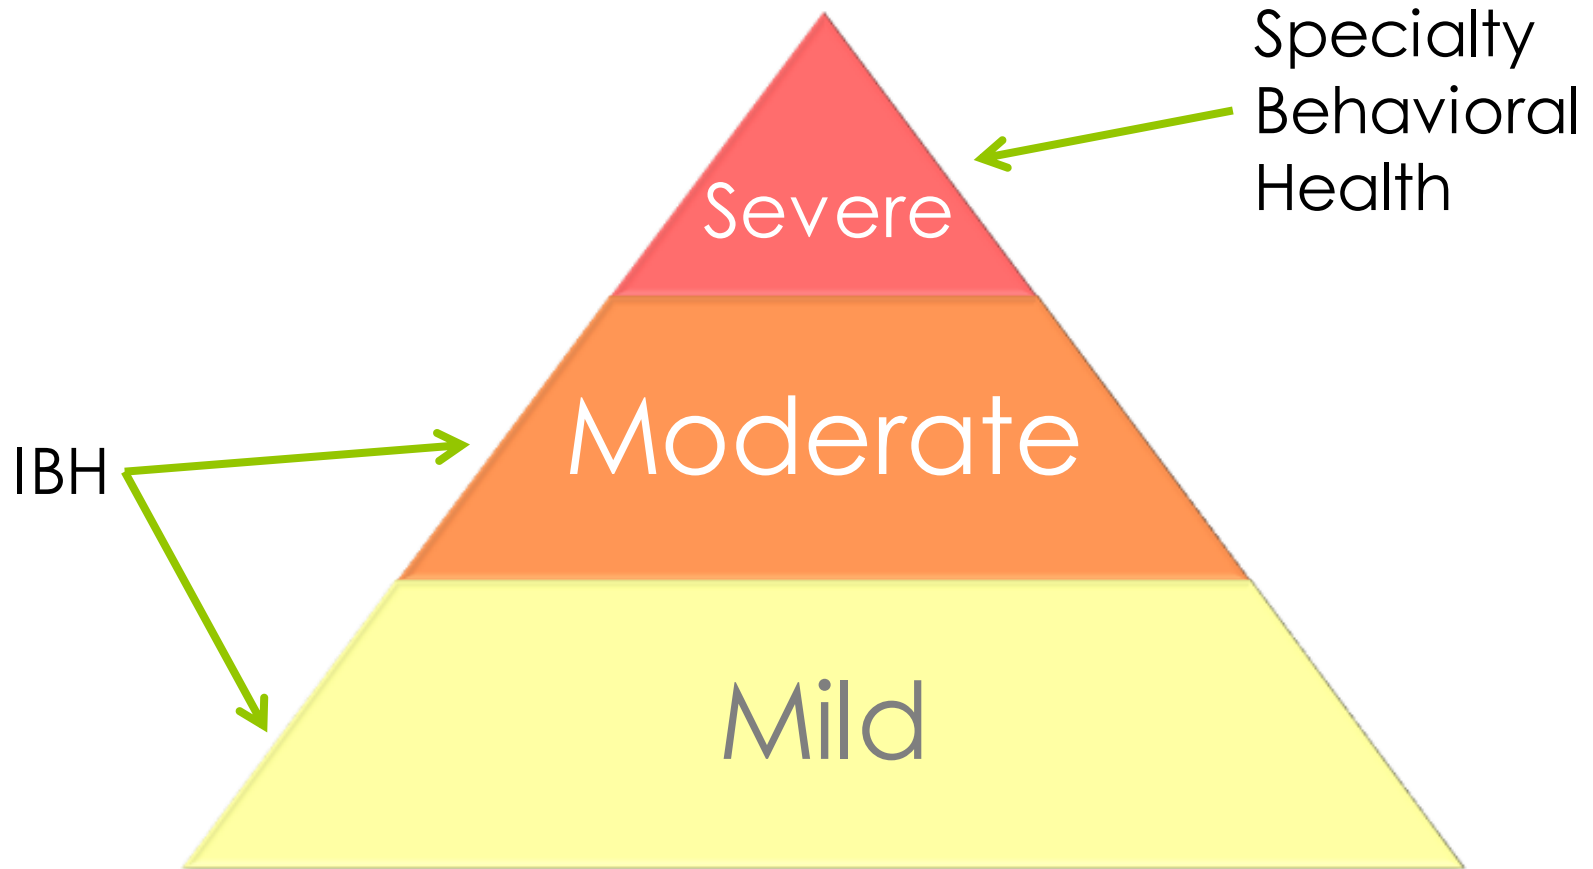 Specialty
Behavioral
Health
Severe
Moderate
IBH
Mild